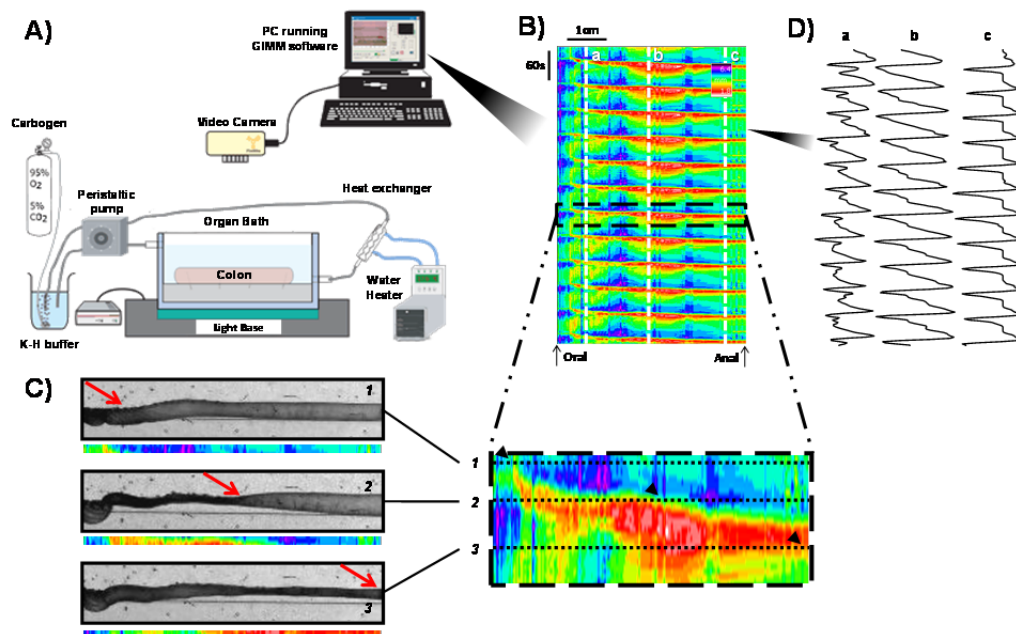 A)
PC running
GIMM software
Video Camera
Carbogen
95%
O2
5%
CO2
Peristaltic
pump
Organ Bath
Heat exchanger
Colon
Water
Heater
Light Base
K-H buffer
B)
1cm
60s
a
b
c
Oral
Anal
D)
a
b
c
C)
1
2
3
1
2
3